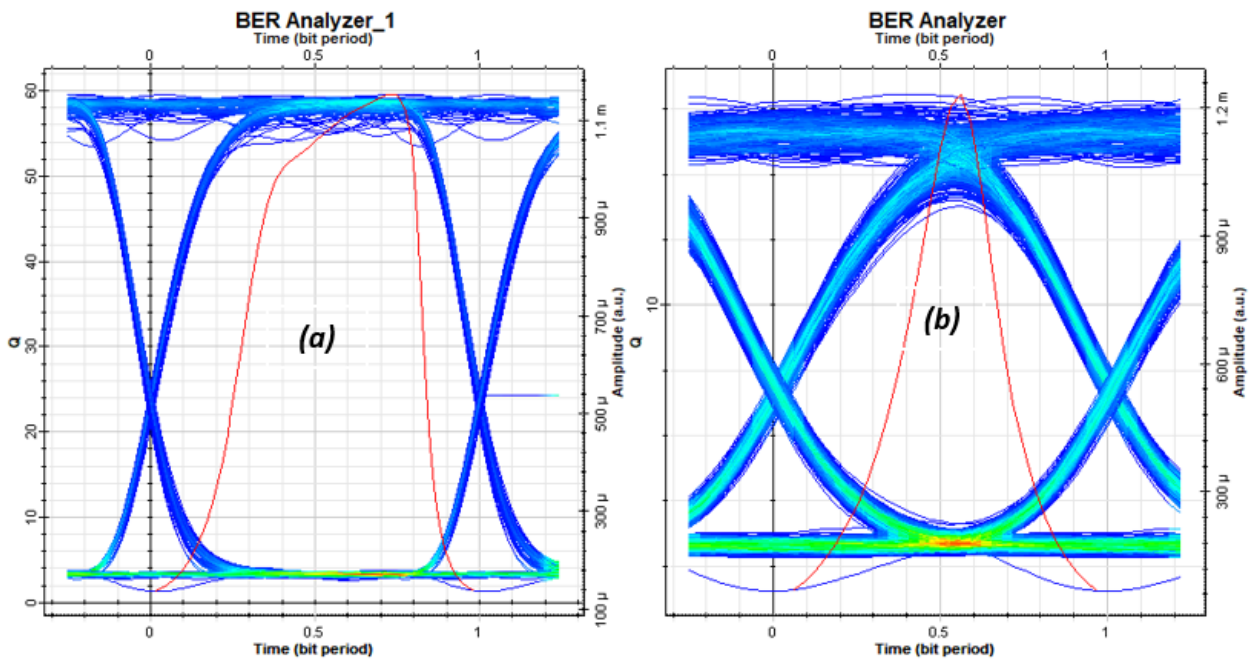 BER Analyzer_1
Time (bit period)
0 0.5 1
60
50
40
30
20
10
0
Q
(a)
1.1 m
900 µ
700 µ
500 µ
300 µ
100 µ
Amplitude (a.u.)
0 0.5 1
Time (bit period)
BER Analyzer
Time (bit period)
0 0.5 1
10
Q
(b)
1.2 m
900 µ
600 µ
300 µ
Amplitude (a.u.)
0 0.5 1
Time (bit period)